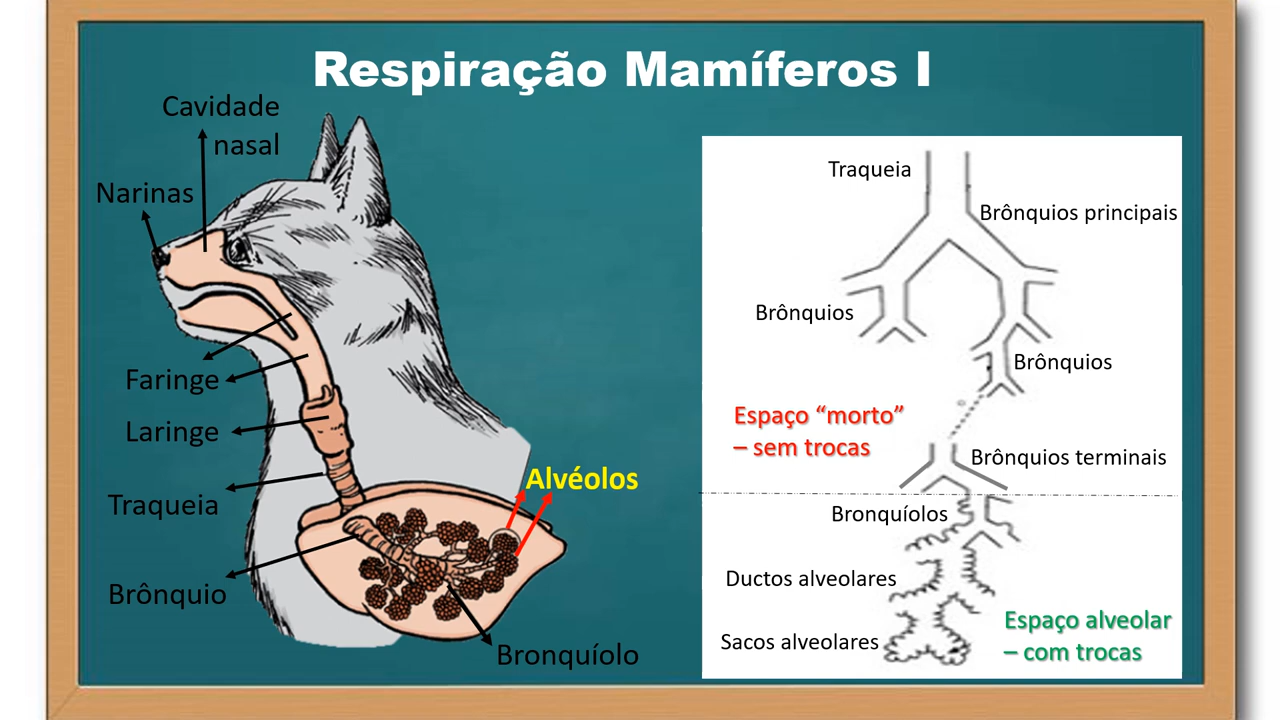 Respiração Mamíferos I
Cavidade
nasal
Narinas
Faringe
Laringe
Traqueia
Brônquio
Alvéolos
Bronquíolo
Traqueia
Brônquios principais
Brônquios
Brônquios
Espaço “morto”
– sem trocas
Brônquios terminais
Bronquíolos
Ductos alveolares
Sacos alveolares
Espaço alveolar
– com trocas